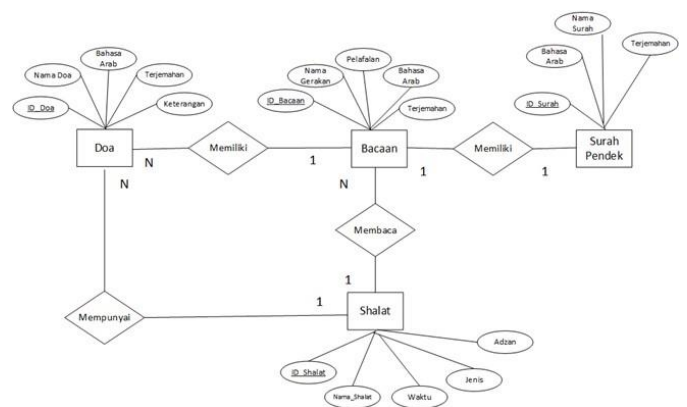 Nama
Surah
Bahasa
Arab
Terjemahan
ID_Surah
Bahasa
Arab
Nama Doa
Terjemahan
ID_Doa
Keterangan
Pelafalan
Nama
Gerakan
Bahasa
Arab
ID_Bacaan
Terjemahan
Doa
Memiliki
Bacaan
Memiliki
Surah
Pendek
N
1
1
1
N
N
Membaca
1
1
Mempunyai
Shalat
Adzan
ID_Shalat
Jenis
Nama_Shalat
Waktu